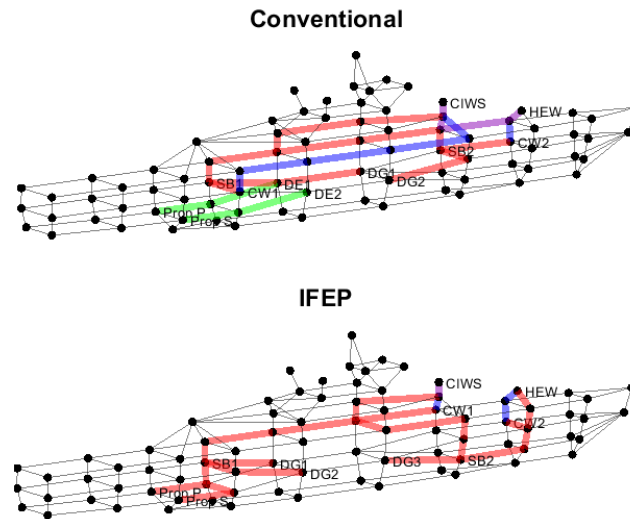 Conventional
CIWS
HEW
SB2
CW2
SB
CW1
DE1
DE2
DG1
DG2
Prop P
Prop S
IFEP
CIWS
HEW
CW1
CW2
SB1
DG1
DG2
DG3
SB2
Prop P
Prop S